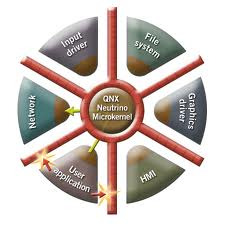 Input
driver
File
system
Network
QNX
Neutrino
Microkernel
Graphics
driver
User
application
HMI